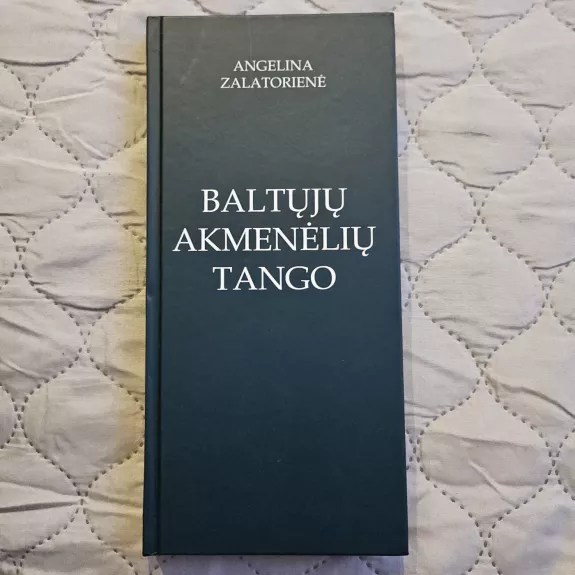 ANGELINA
ZALATORIENĖ
BALTŲJŲ
AKMENĖLIŲ
TANGO